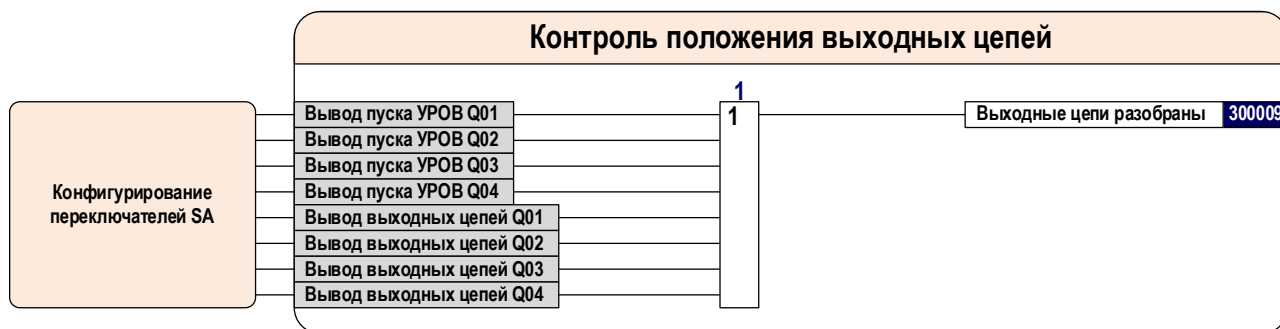 Контроль положения выходных цепей
Конфигурирование
переключателей SA
Вывод пуска УРОВ Q01
Вывод пуска УРОВ Q02
Вывод пуска УРОВ Q03
Вывод пуска УРОВ Q04
Вывод выходных цепей Q01
Вывод выходных цепей Q02
Вывод выходных цепей Q03
Вывод выходных цепей Q04
1
1
Выходные цепи разобраны 300009